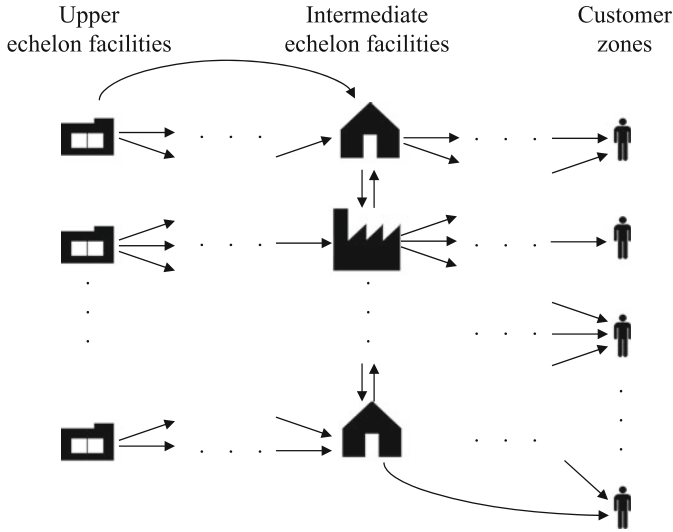 Upper
echelon facilities
Intermediate
echelon facilities
Customer
zones